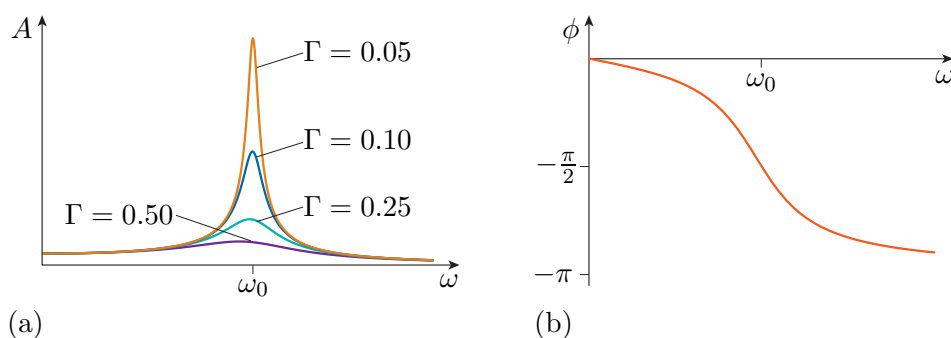 A
Γ = 0.05
Γ = 0.10
Γ = 0.50
Γ = 0.25
ω₀
ω
(a)
ϕ
ω₀
ω
−π/2
−π
(b)